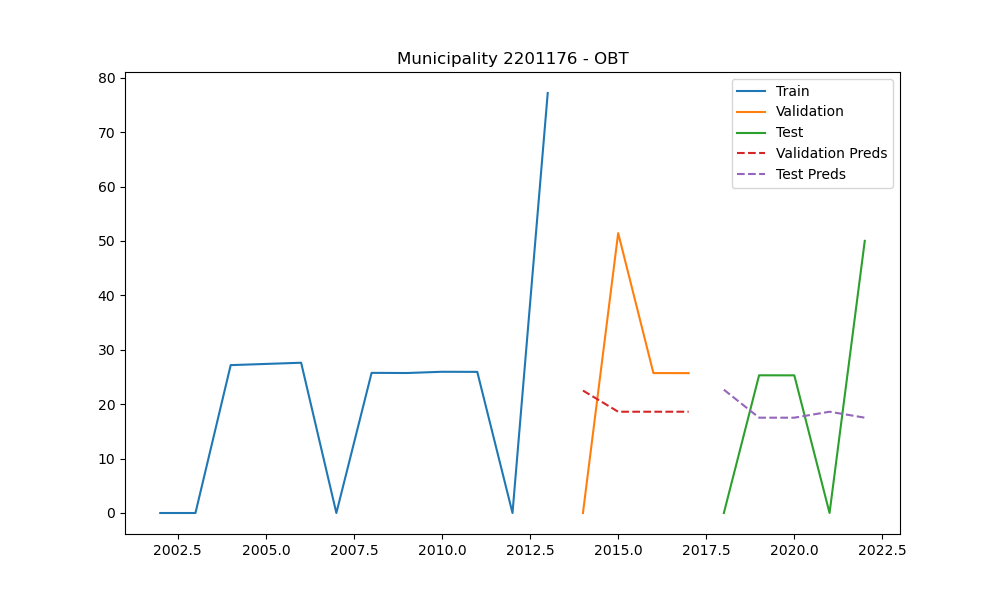 Municipality 2201176 - OBT
80
70
60
50
40
30
20
10
0
2002.5 2005.0 2007.5 2010.0 2012.5 2015.0 2017.5 2020.0 2022.5
Train
Validation
Test
Validation Preds
Test Preds